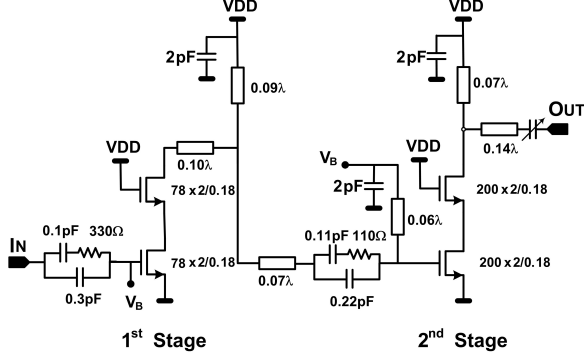 VDD
VDD
2pF
2pF
0.09λ
0.07λ
VDD
0.10λ
78 x 2/0.18
VB
VDD
OUT
0.14λ
2pF
200 x 2/0.18
0.06λ
0.1pF 330Ω
IN
78 x 2/0.18
0.3pF
VB
0.07λ
0.11pF 110Ω
0.22pF
200 x 2/0.18
1st Stage
2nd Stage